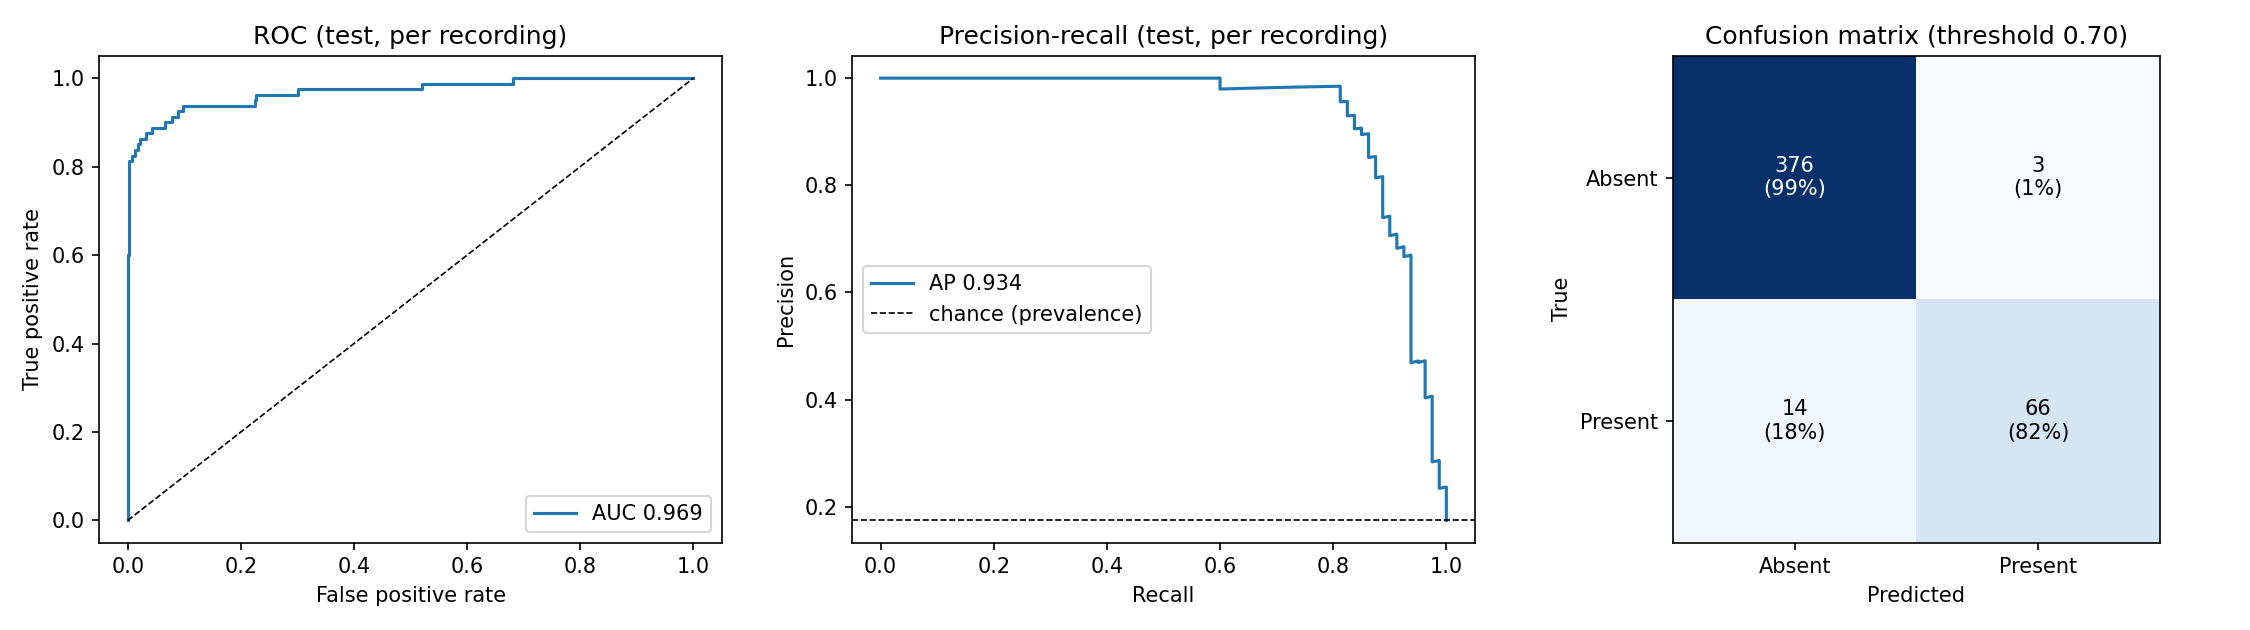 ROC (test, per recording)
True positive rate
1.0
0.8
0.6
0.4
0.2
0.0
AUC 0.969
0.0 0.2 0.4 0.6 0.8 1.0
False positive rate
Precision-recall (test, per recording)
Precision
1.0
0.8
0.6
0.4
0.2
AP 0.934
chance (prevalence)
0.0 0.2 0.4 0.6 0.8 1.0
Recall
Confusion matrix (threshold 0.70)
True
Absent
Present
376
(99%)
3
(1%)
14
(18%)
66
(82%)
Absent Present
Predicted